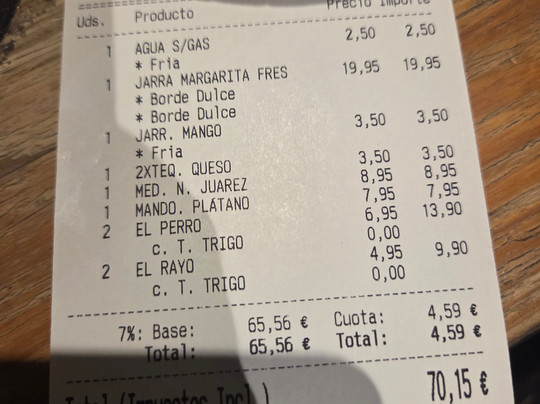 Uds. Producto Precio Importe
1 AGUA S/GAS 2,50 2,50
* Fria
1 JARRA MARGARITA FRES 19,95 19,95
* Borde Dulce
* Borde Dulce
1 JARR. MANGO 3,50 3,50
* Fria
1 2XTEQ. QUESO 3,50 3,50
1 MED. N. JUAREZ 8,95 8,95
1 MANDO. PLÁTANO 7,95 7,95
2 EL PERRO 6,95 13,90
c. T. TRIGO 0,00
2 EL RAYO 4,95 9,90
c. T. TRIGO 0,00
7%: Base: 65,56 € Cuota: 4,59 €
Total: 65,56 € Total: 4,59 €
Total (Impuestos Incl.) 70,15 €